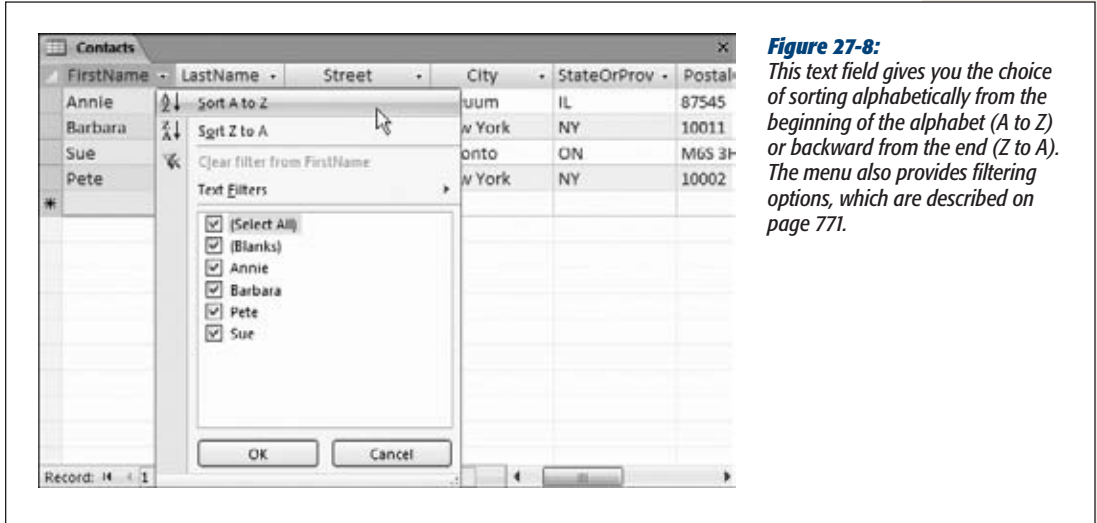 Contacts ×
FirstName LastName Street City StateOrProv
Annie uum IL 87545
Barbara w York NY 10011
Sue onto ON M6S 3H
Pete w York NY 10002
Sort A to Z
Sort Z to A
Clear filter from FirstName
Text Filters
(Select All)
(Blanks)
Annie
Barbara
Pete
Sue
OK Cancel
Record: 1
Figure 27-8:
This text field gives you the choice
of sorting alphabetically from the
beginning of the alphabet (A to Z)
or backward from the end (Z to A).
The menu also provides filtering
options, which are described on
page 771.